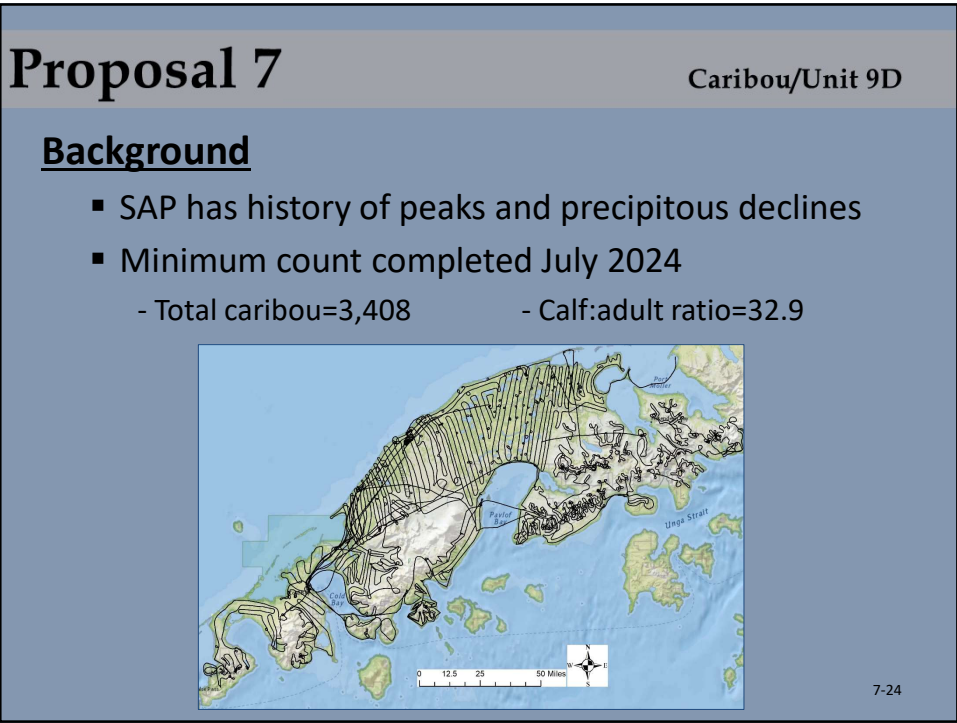 Proposal 7
Caribou/Unit 9D
Background
▪ SAP has history of peaks and precipitous declines
▪ Minimum count completed July 2024
- Total caribou=3,408 - Calf:adult ratio=32.9
Port
Moller
Pavlof
Bay
Unga Strait
Cold
Bay
0 12.5 25 50 Miles
N
W E
S
7-24